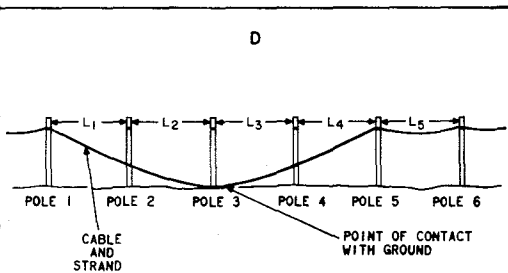 D
L1 L2 L3 L4 L5
POLE 1 POLE 2 POLE 3 POLE 4 POLE 5 POLE 6
CABLE
AND
STRAND
POINT OF CONTACT
WITH GROUND